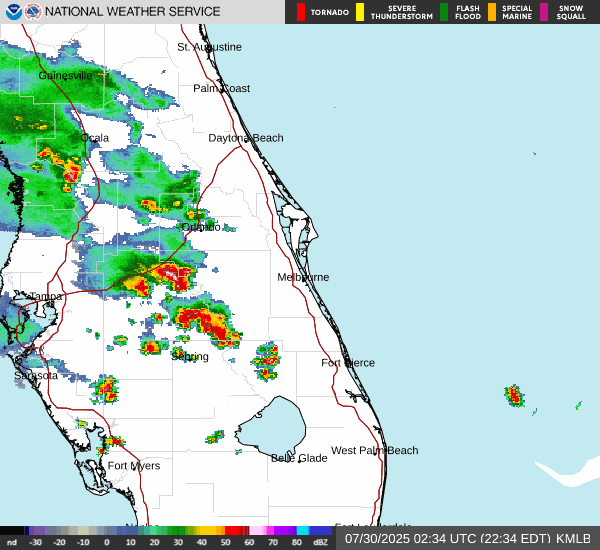 NATIONAL WEATHER SERVICE
TORNADO
SEVERE THUNDERSTORM
FLASH FLOOD
SPECIAL MARINE
SNOW SQUALL
St. Augustine
Gainesville
Palm Coast
Ocala
Daytona Beach
Orlando
Melbourne
Tampa
Sebring
Fort Pierce
Sarasota
West Palm Beach
Belle Glade
Fort Myers
nd -30 -20 -10 0 10 20 30 40 50 60 70 80 dBZ
07/30/2025 02:34 UTC (22:34 EDT) KMLB